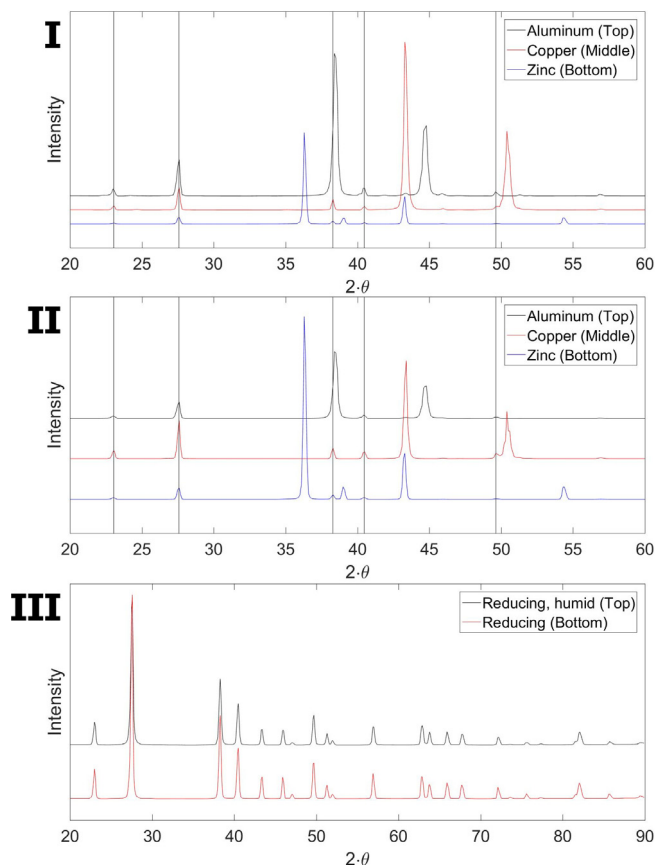 I
Aluminum (Top)
Copper (Middle)
Zinc (Bottom)
Intensity
20 25 30 35 40 45 50 55 60
2·θ
II
Aluminum (Top)
Copper (Middle)
Zinc (Bottom)
Intensity
20 25 30 35 40 45 50 55 60
2·θ
III
Reducing, humid (Top)
Reducing (Bottom)
Intensity
20 30 40 50 60 70 80 90
2·θ